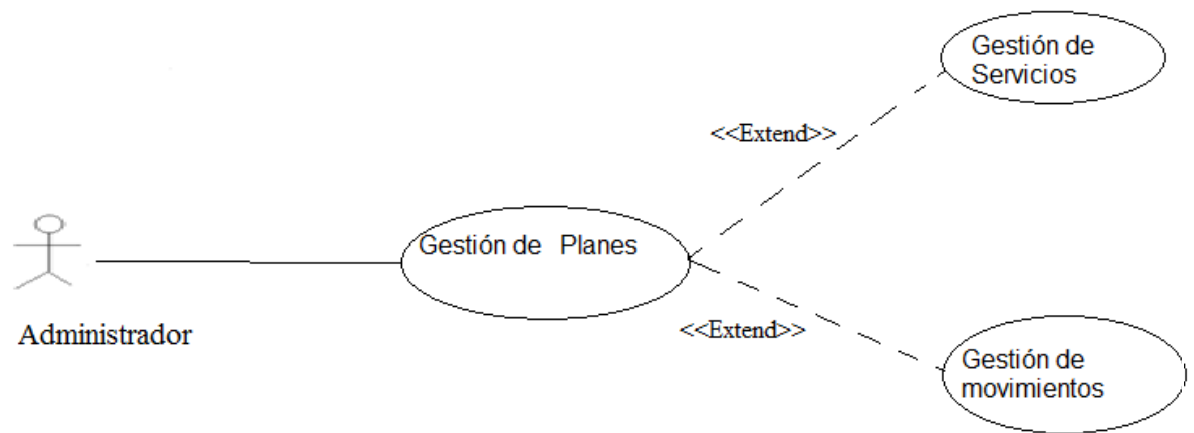 Gestión de
Servicios
<<Extend>>
Gestión de Planes
Administrador
<<Extend>>
Gestión de
movimientos